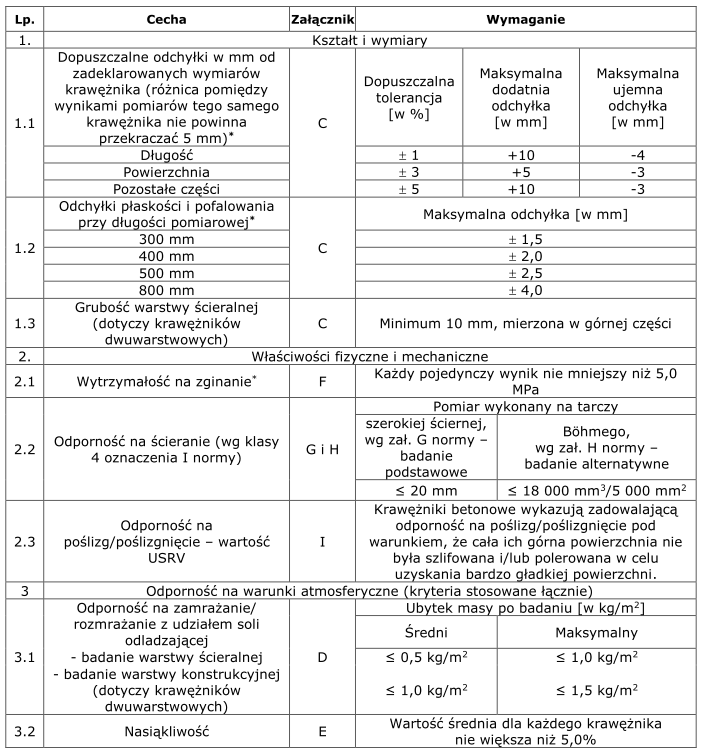 Lp. Cecha Załącznik Wymaganie
1. Kształt i wymiary
1.1
Dopuszczalne odchyłki w mm od
zadeklarowanych wymiarów
krawężnika (różnica pomiędzy
wynikami pomiarów tego samego
krawężnika nie powinna
przekraczać 5 mm)*
C
Dopuszczalna
tolerancja
[w %]
Maksymalna
dodatnia
odchyłka
[w mm]
Maksymalna
ujemna
odchyłka
[w mm]
Długość ± 1 +10 -4
Powierzchnia ± 3 +5 -3
Pozostałe części ± 5 +10 -3
1.2
Odchyłki płaskości i pofalowania
przy długości pomiarowej*
C
Maksymalna odchyłka [w mm]
300 mm ± 1,5
400 mm ± 2,0
500 mm ± 2,5
800 mm ± 4,0
1.3
Grubość warstwy ścieralnej
(dotyczy krawężników
dwuwarstwowych)
C
Minimum 10 mm, mierzona w górnej części
2. Właściwości fizyczne i mechaniczne
2.1
Wytrzymałość na zginanie*
F
Każdy pojedynczy wynik nie mniejszy niż 5,0
MPa
2.2
Odporność na ścieranie (wg klasy
4 oznaczenia I normy)
G i H
Pomiar wykonany na tarczy
szerokiej ściernej,
wg zał. G normy –
badanie
podstawowe
Böhmego,
wg zał. H normy –
badanie alternatywne
≤ 20 mm ≤ 18 000 mm³/5 000 mm²
2.3
Odporność na
poślizg/poślizgnięcie – wartość
USRV
I
Krawężniki betonowe wykazują zadowalającą
odporność na poślizg/poślizgnięcie pod
warunkiem, że cała ich górna powierzchnia nie
była szlifowana i/lub polerowana w celu
uzyskania bardzo gładkiej powierzchni.
3 Odporność na warunki atmosferyczne (kryteria stosowane łącznie)
3.1
Odporność na zamrażanie/
rozmrażanie z udziałem soli
odladzającej
- badanie warstwy ścieralnej
- badanie warstwy konstrukcyjnej
(dotyczy krawężników
dwuwarstwowych)
D
Ubytek masy po badaniu [w kg/m²]
Średni Maksymalny
≤ 0,5 kg/m² ≤ 1,0 kg/m²
≤ 1,0 kg/m² ≤ 1,5 kg/m²
3.2
Nasiąkliwość
E
Wartość średnia dla każdego krawężnika
nie większa niż 5,0%